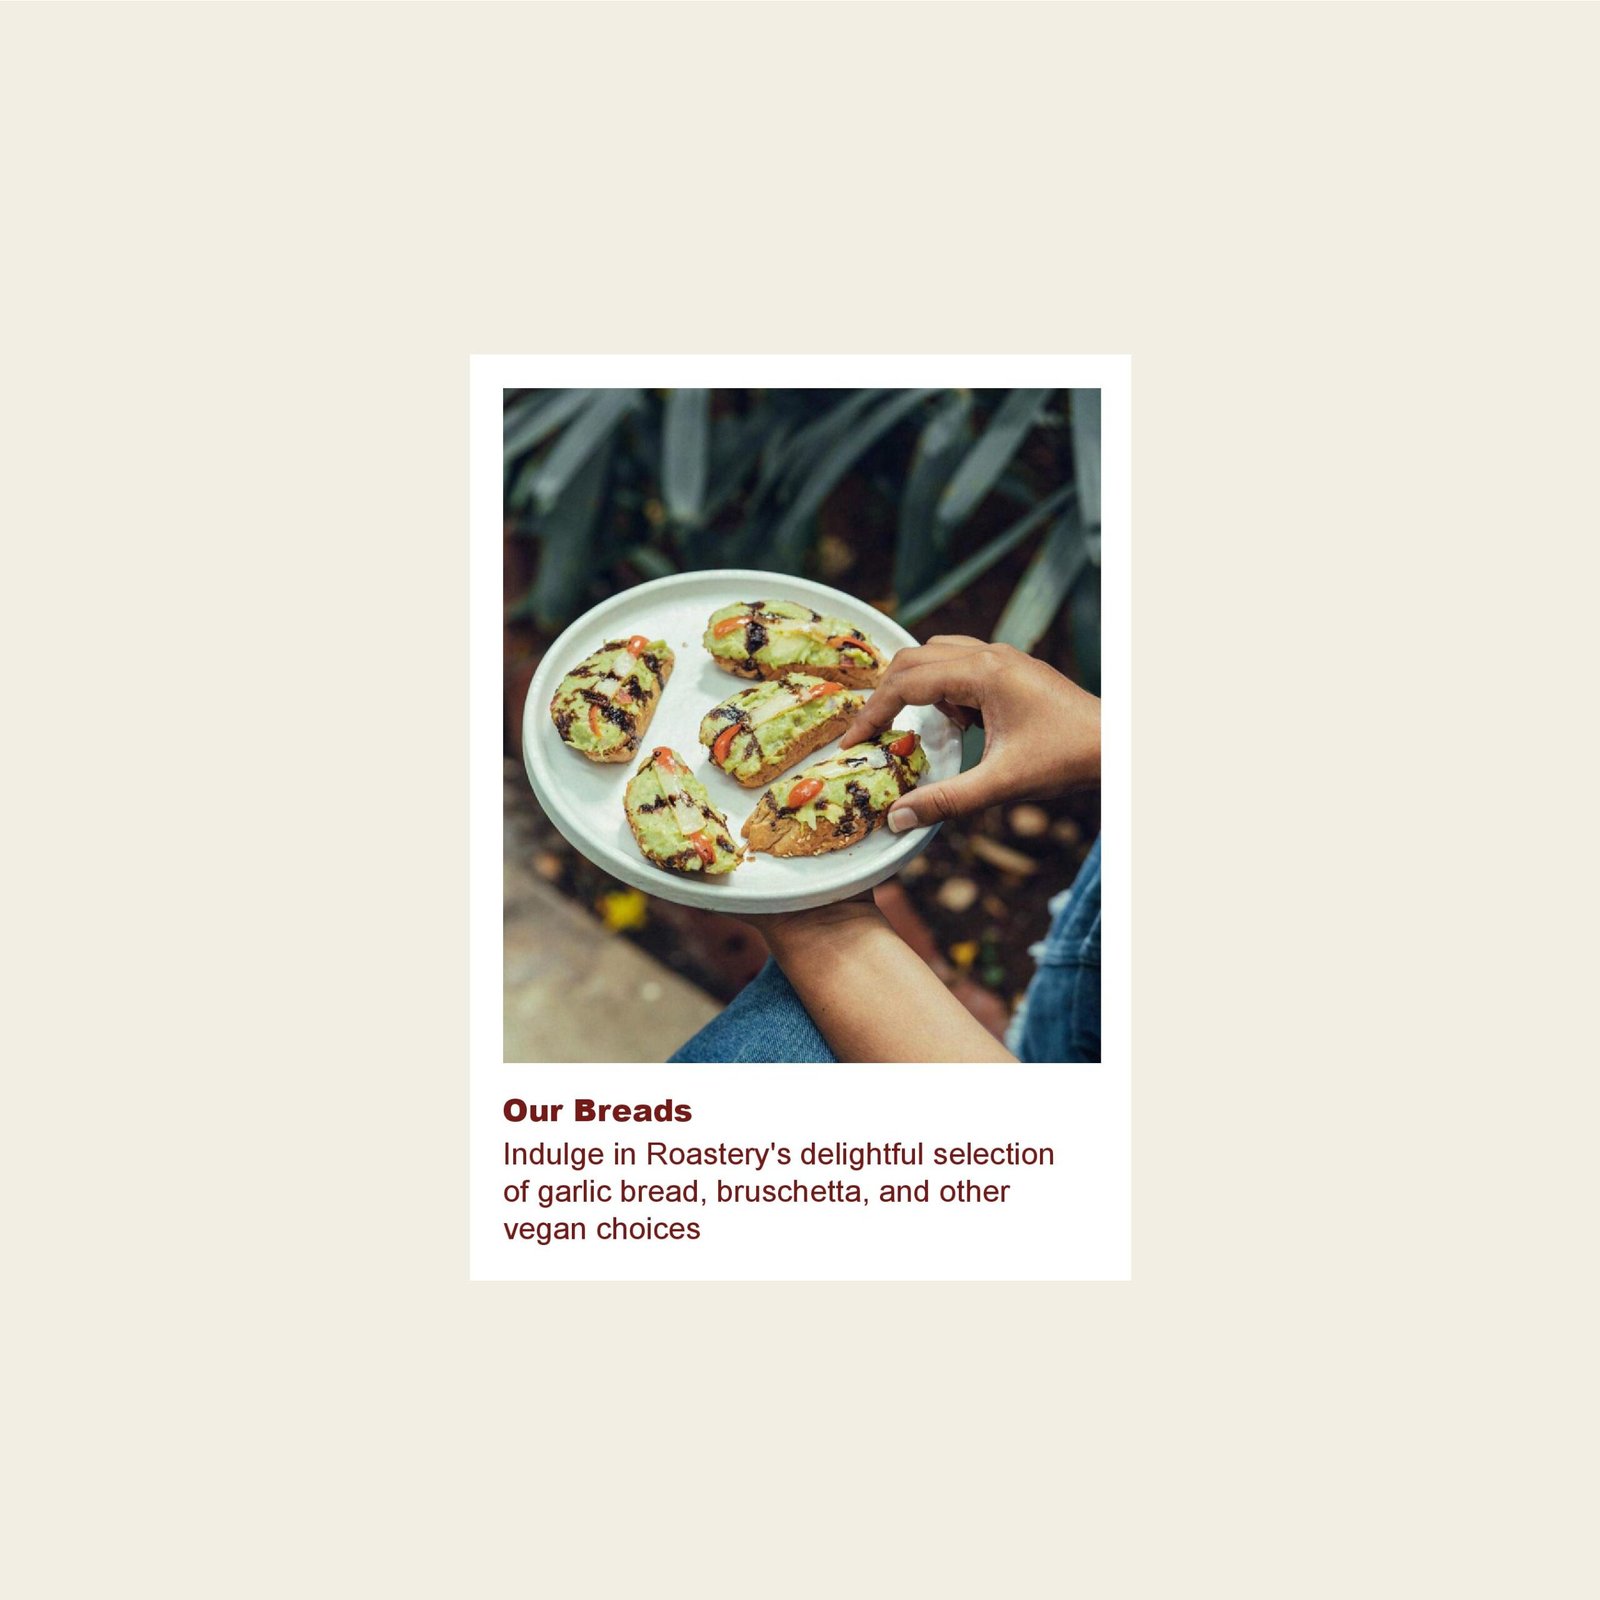 Our Breads
Indulge in Roastery's delightful selection
of garlic bread, bruschetta, and other
vegan choices